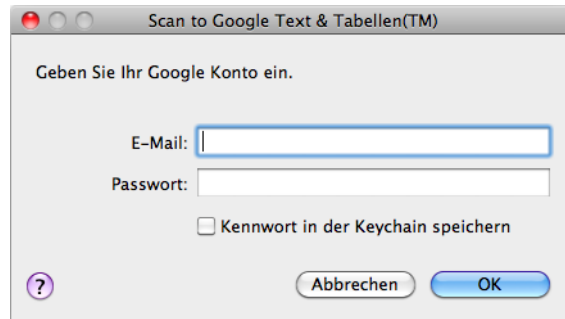 Scan to Google Text & Tabellen(TM)
Geben Sie Ihr Google Konto ein.
E-Mail:
Passwort:
Kennwort in der Keychain speichern
?
Abbrechen
OK